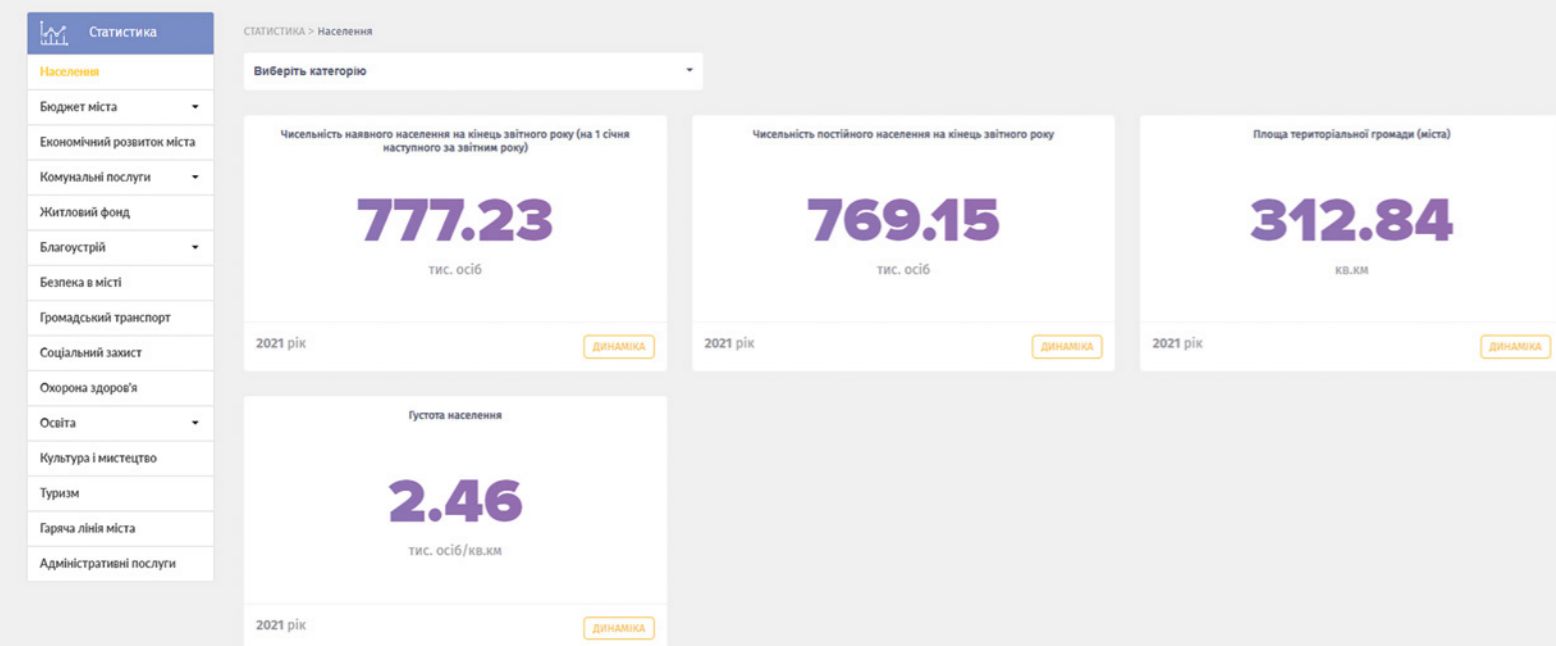 Статистика
Населення
Бюджет міста
Економічний розвиток міста
Комунальні послуги
Житловий фонд
Благоустрій
Безпека в місті
Громадський транспорт
Соціальний захист
Охорона здоров'я
Освіта
Культура і мистецтво
Туризм
Гаряча лінія міста
Адміністративні послуги
СТАТИСТИКА > Населення
Виберіть категорію
Чисельність наявного населення на кінець звітного року (на 1 січня
наступного за звітним року)
777.23
тис. осіб
2021 рік
ДИНАМІКА
Чисельність постійного населення на кінець звітного року
769.15
тис. осіб
2021 рік
ДИНАМІКА
Площа територіальної громади (міста)
312.84
кв.км
2021 рік
ДИНАМІКА
Густота населення
2.46
тис. осіб/кв.км
2021 рік
ДИНАМІКА